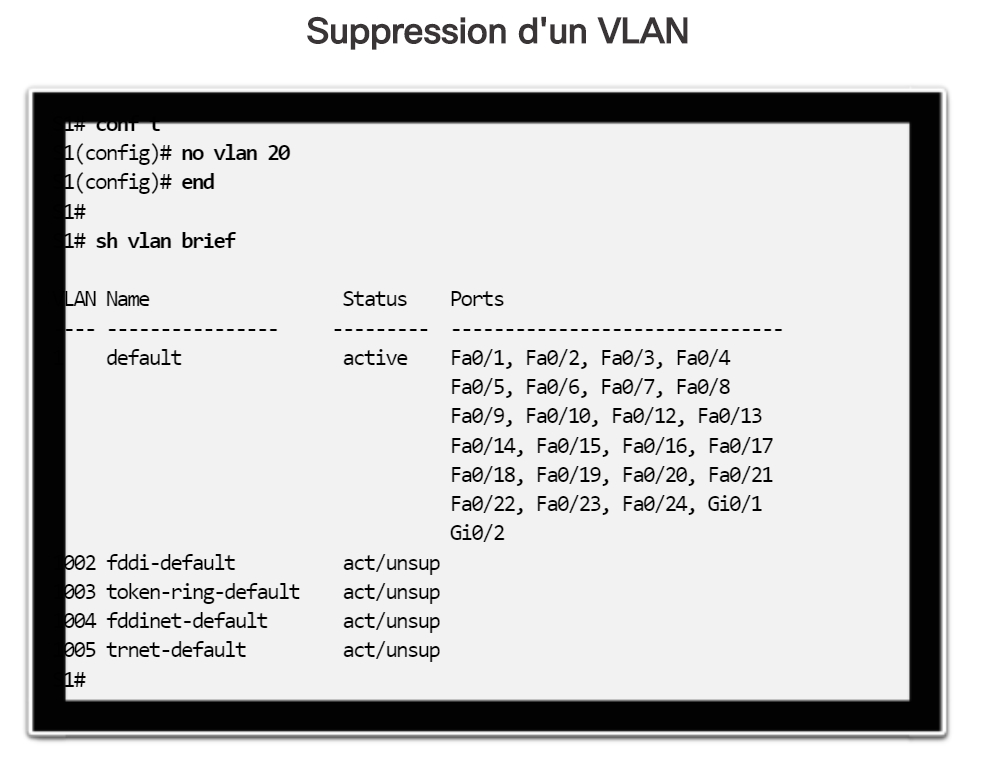 Suppression d'un VLAN
1# conf t
1(config)# no vlan 20
1(config)# end
1#
1# sh vlan brief
LAN Name Status Ports
--- ---------------- --------- -------------------------------
default active Fa0/1, Fa0/2, Fa0/3, Fa0/4
Fa0/5, Fa0/6, Fa0/7, Fa0/8
Fa0/9, Fa0/10, Fa0/12, Fa0/13
Fa0/14, Fa0/15, Fa0/16, Fa0/17
Fa0/18, Fa0/19, Fa0/20, Fa0/21
Fa0/22, Fa0/23, Fa0/24, Gi0/1
Gi0/2
002 fddi-default act/unsup
003 token-ring-default act/unsup
004 fddinet-default act/unsup
005 trnet-default act/unsup
1#